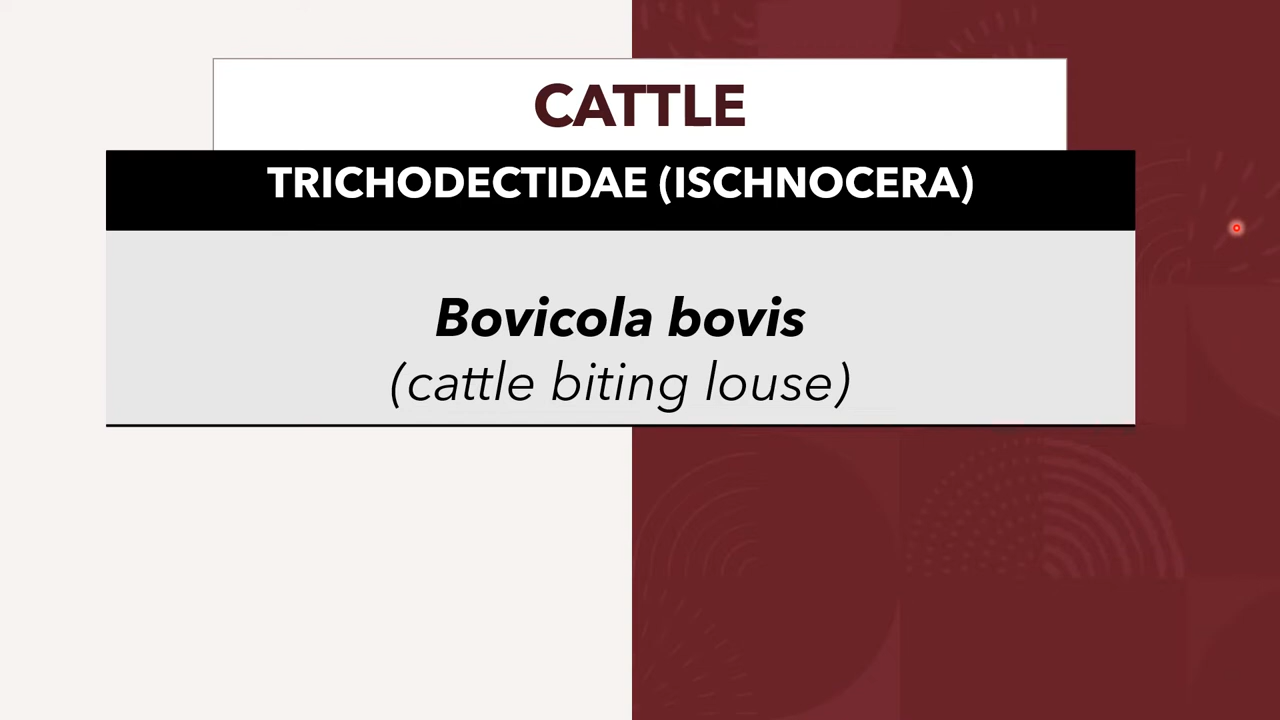 CATTLE
TRICHODECTIDAE (ISCHNOCERA)
Bovicola bovis
(cattle biting louse)